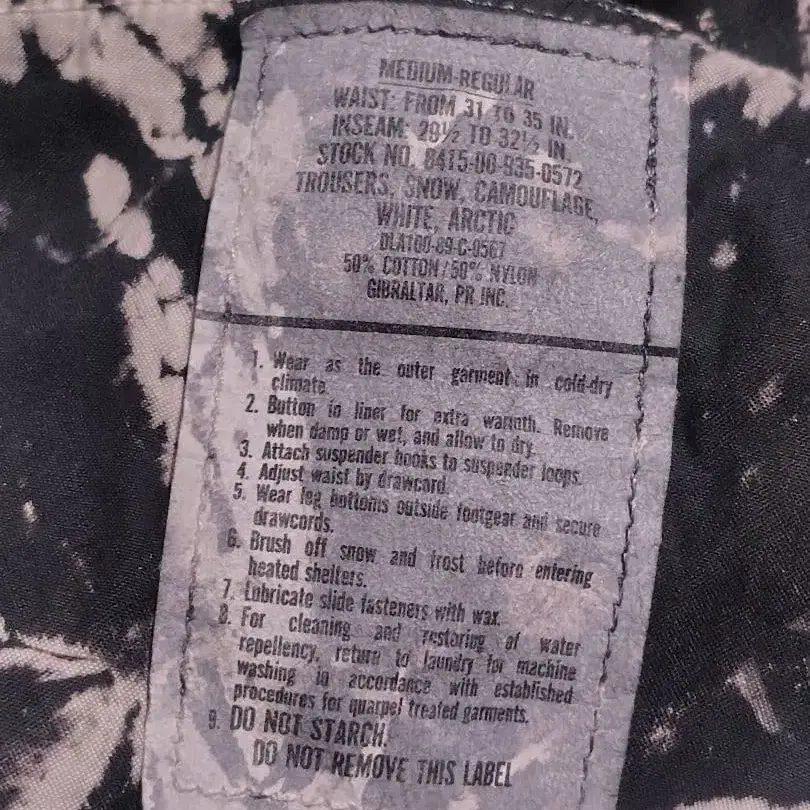 MEDIUM-REGULAR
WAIST: FROM 31 TO 35 IN.
INSEAM: 29½ TO 32½ IN.
STOCK NO. 8415-00-935-0572
TROUSERS, SNOW, CAMOUFLAGE,
WHITE, ARCTIC
DLA100-89-C-0567
50% COTTON/50% NYLON
GIBRALTAR, PR INC.
1. Wear as the outer garment in cold-dry
climate.
2. Button in liner for extra warmth. Remove
when damp or wet, and allow to dry.
3. Attach suspender hooks to suspender loops.
4. Adjust waist by drawcord.
5. Wear leg bottoms outside footgear and secure
drawcords.
6. Brush off snow and frost before entering
heated shelters.
7. Lubricate slide fasteners with wax.
8. For cleaning and restoring of water
repellency, return to laundry for machine
washing in accordance with established
procedures for quarpel treated garments.
9. DO NOT STARCH.
DO NOT REMOVE THIS LABEL